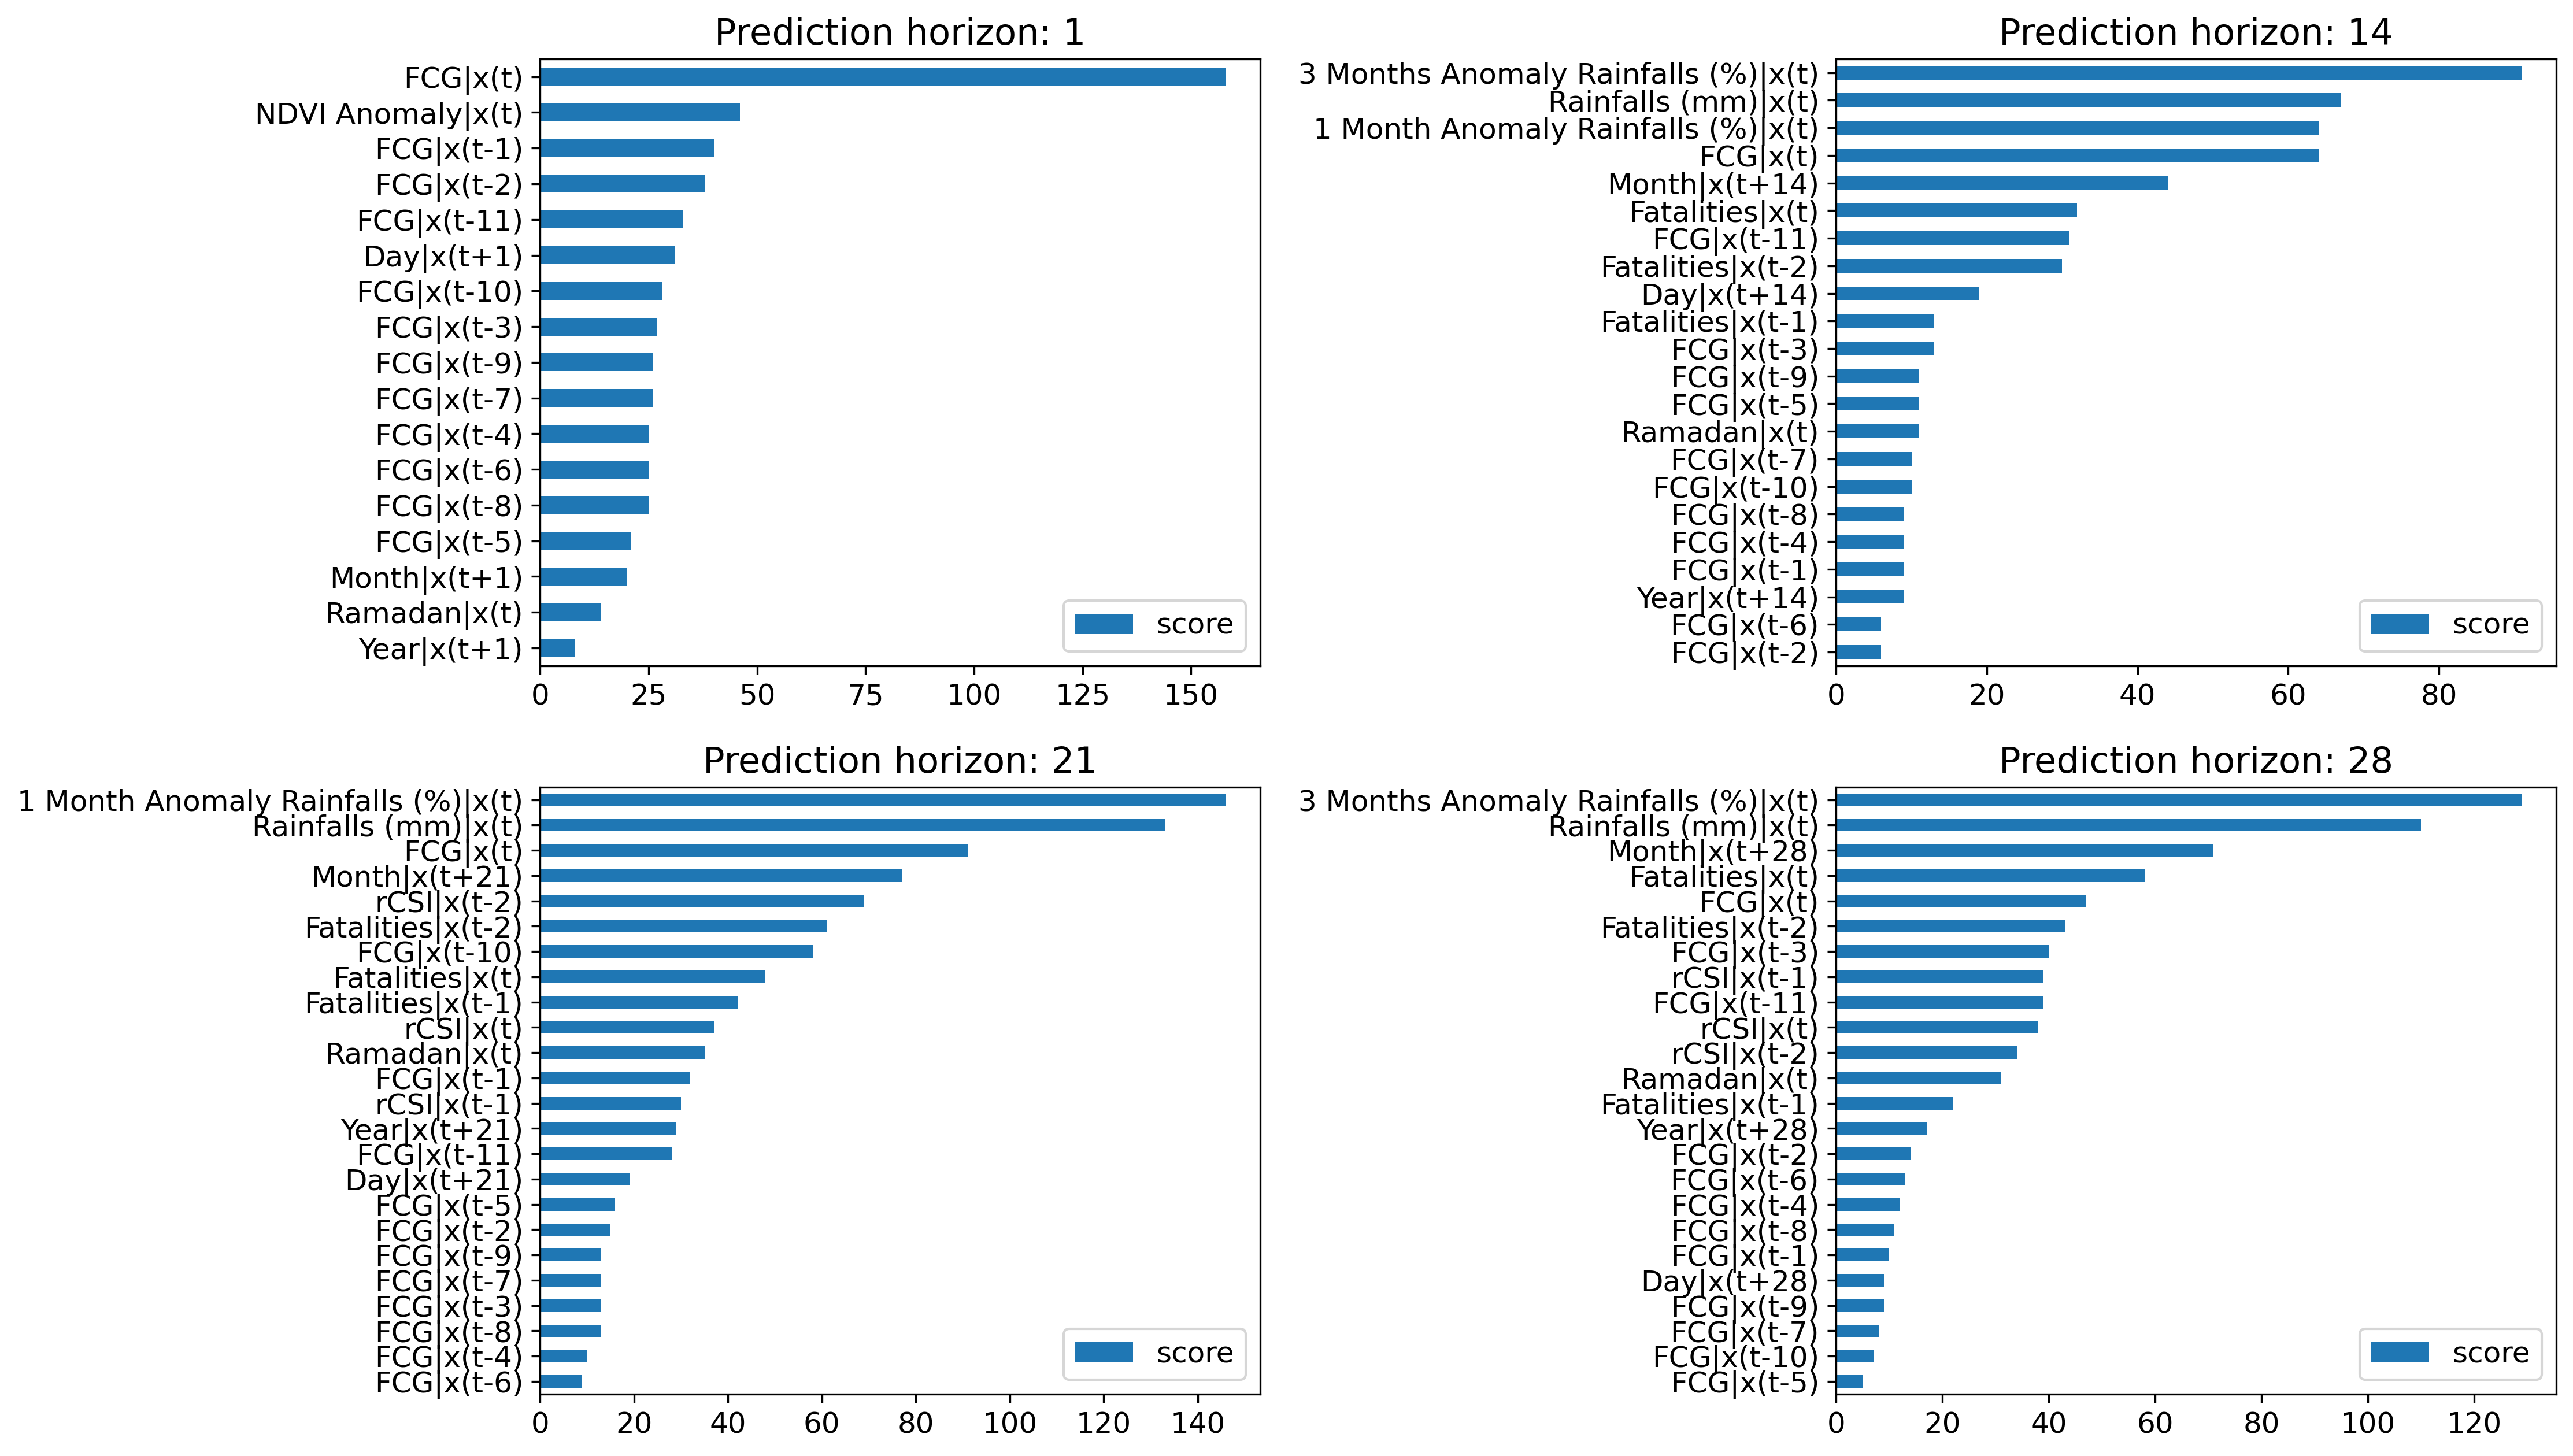 Prediction horizon: 1
FCG|x(t)
NDVI Anomaly|x(t)
FCG|x(t-1)
FCG|x(t-2)
FCG|x(t-11)
Day|x(t+1)
FCG|x(t-10)
FCG|x(t-3)
FCG|x(t-9)
FCG|x(t-7)
FCG|x(t-4)
FCG|x(t-6)
FCG|x(t-8)
FCG|x(t-5)
Month|x(t+1)
Ramadan|x(t)
Year|x(t+1)
score
0 25 50 75 100 125 150
Prediction horizon: 14
3 Months Anomaly Rainfalls (%)|x(t)
Rainfalls (mm)|x(t)
1 Month Anomaly Rainfalls (%)|x(t)
FCG|x(t)
Month|x(t+14)
Fatalities|x(t)
FCG|x(t-11)
Fatalities|x(t-2)
Day|x(t+14)
Fatalities|x(t-1)
FCG|x(t-3)
FCG|x(t-9)
FCG|x(t-5)
Ramadan|x(t)
FCG|x(t-7)
FCG|x(t-10)
FCG|x(t-8)
FCG|x(t-4)
FCG|x(t-1)
Year|x(t+14)
FCG|x(t-6)
FCG|x(t-2)
score
0 20 40 60 80
Prediction horizon: 21
1 Month Anomaly Rainfalls (%)|x(t)
Rainfalls (mm)|x(t)
FCG|x(t)
Month|x(t+21)
rCSI|x(t-2)
Fatalities|x(t-2)
FCG|x(t-10)
Fatalities|x(t)
Fatalities|x(t-1)
rCSI|x(t)
Ramadan|x(t)
FCG|x(t-1)
rCSI|x(t-1)
Year|x(t+21)
FCG|x(t-11)
Day|x(t+21)
FCG|x(t-5)
FCG|x(t-2)
FCG|x(t-9)
FCG|x(t-7)
FCG|x(t-3)
FCG|x(t-8)
FCG|x(t-4)
FCG|x(t-6)
score
0 20 40 60 80 100 120 140
Prediction horizon: 28
3 Months Anomaly Rainfalls (%)|x(t)
Rainfalls (mm)|x(t)
Month|x(t+28)
Fatalities|x(t)
FCG|x(t)
Fatalities|x(t-2)
FCG|x(t-3)
rCSI|x(t-1)
FCG|x(t-11)
rCSI|x(t)
rCSI|x(t-2)
Ramadan|x(t)
Fatalities|x(t-1)
Year|x(t+28)
FCG|x(t-2)
FCG|x(t-6)
FCG|x(t-4)
FCG|x(t-8)
FCG|x(t-1)
Day|x(t+28)
FCG|x(t-9)
FCG|x(t-7)
FCG|x(t-10)
FCG|x(t-5)
score
0 20 40 60 80 100 120